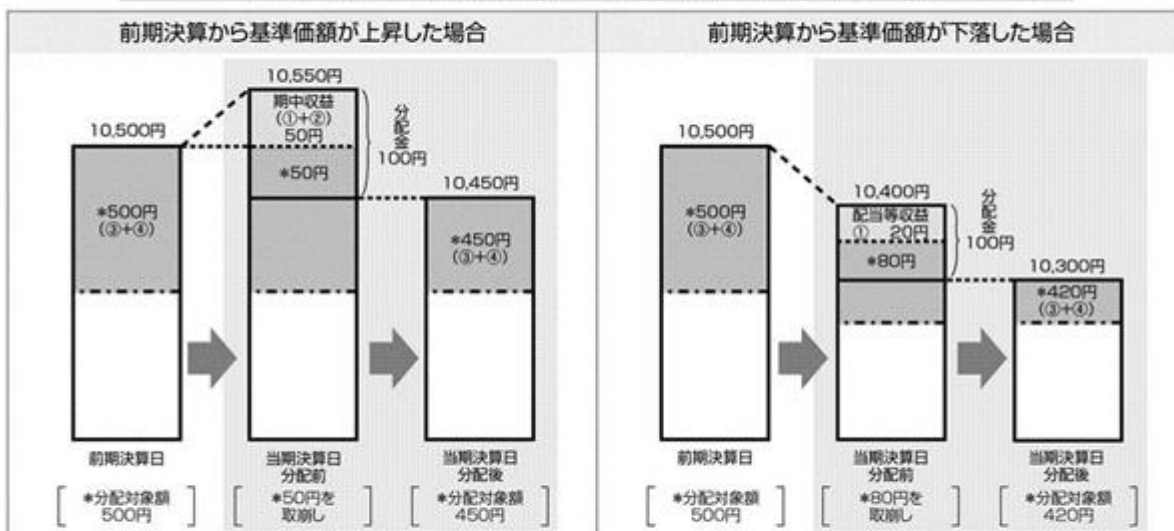 前期決算から基準価額が上昇した場合
10,500円
*500円
(③+④)
10,550円
期中収益
(①+②)
50円
*50円
分配金
100円
10,450円
*450円
(③+④)
前期決算日
当期決算日
分配前
当期決算日
分配後
*分配対象額
500円
*50円を
取崩し
*分配対象額
450円
前期決算から基準価額が下落した場合
10,500円
*500円
(③+④)
10,400円
配当等収益
① 20円
*80円
分配金
100円
10,300円
*420円
(③+④)
前期決算日
当期決算日
分配前
当期決算日
分配後
*分配対象額
500円
*80円を
取崩し
*分配対象額
420円